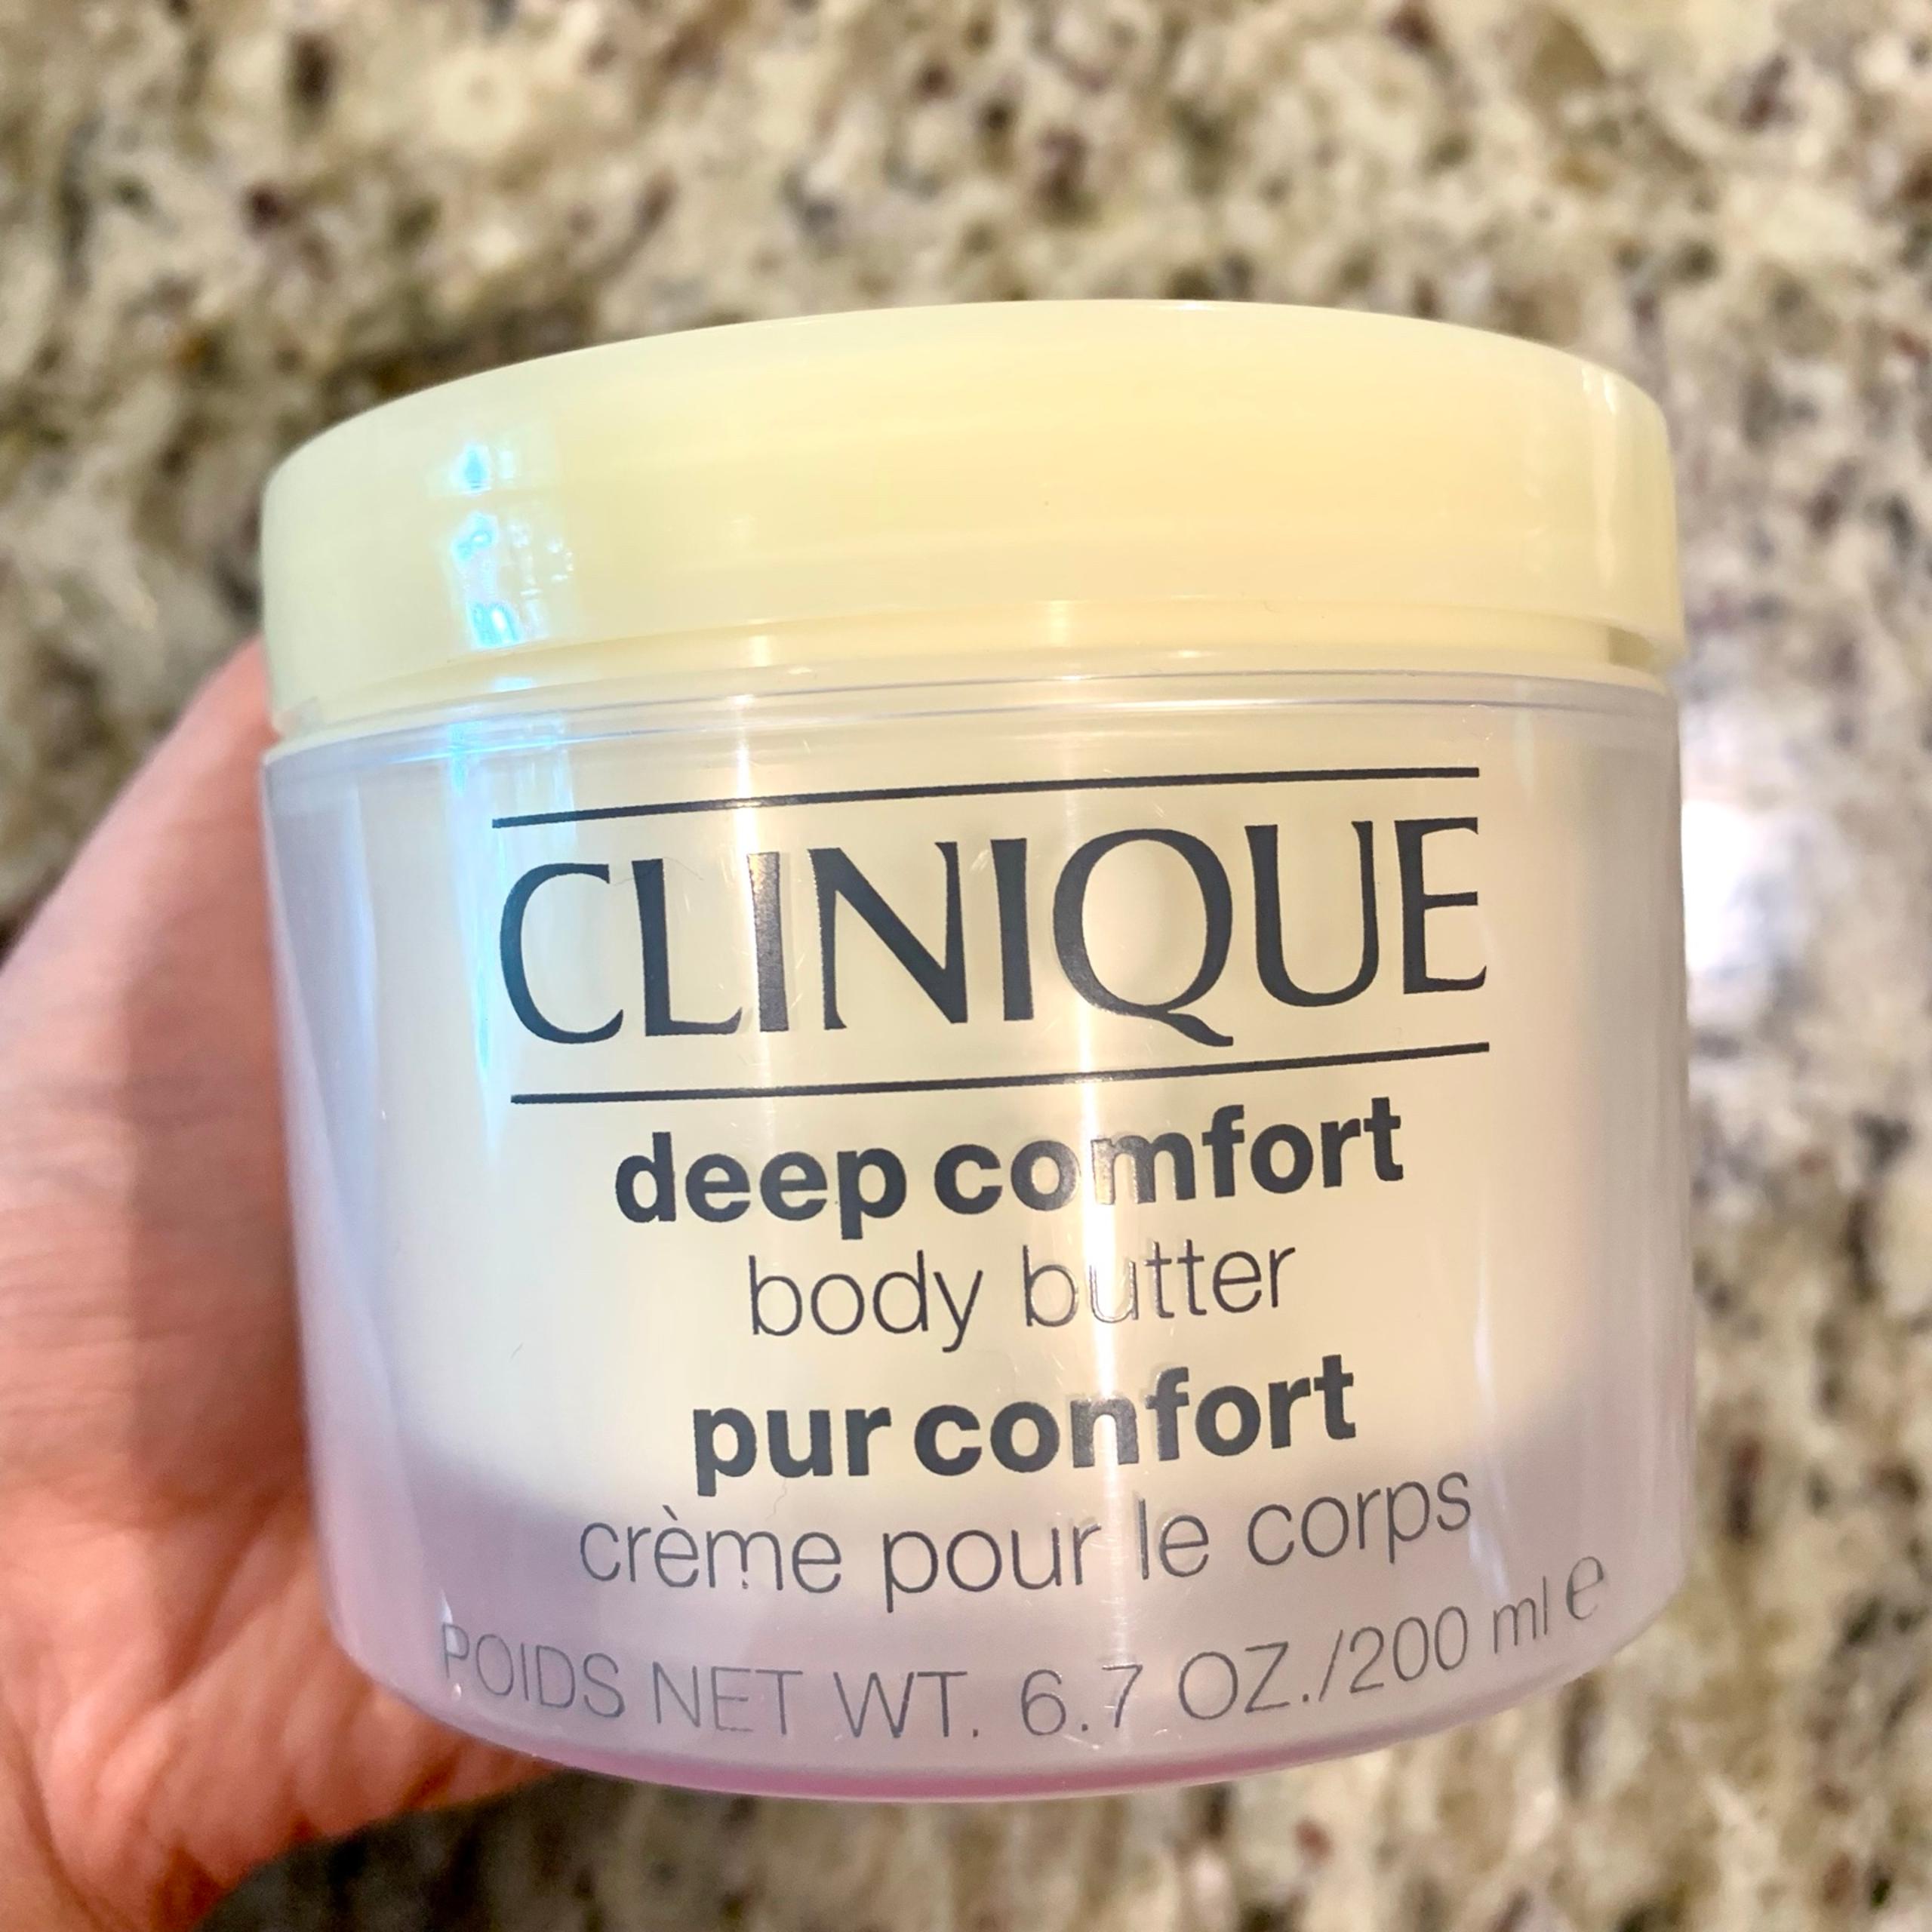 CLINIQUE
deep comfort
body butter
pur confort
crème pour le corps
POIDS NET WT. 6.7 OZ./200 ml ℮